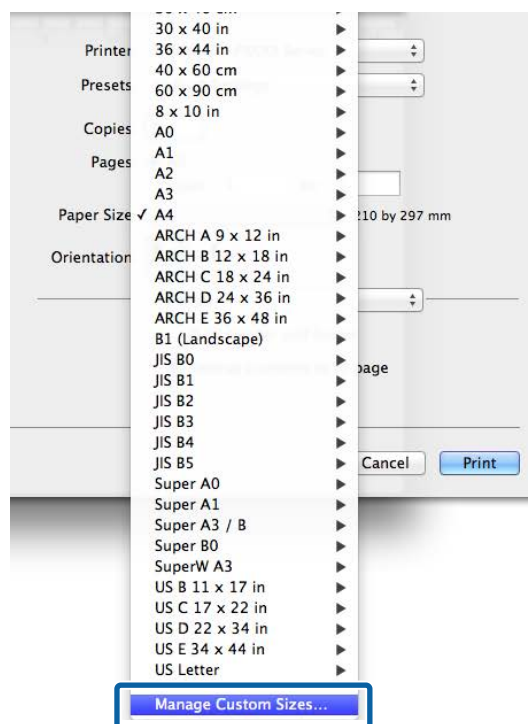 30 x 40 in
Printer 36 x 44 in
40 x 60 cm
Presets 60 x 90 cm
8 x 10 in
Copies A0
A1
Pages A2
A3
Paper Size ✓ A4 210 by 297 mm
ARCH A 9 x 12 in
Orientation ARCH B 12 x 18 in
ARCH C 18 x 24 in
ARCH D 24 x 36 in
ARCH E 36 x 48 in
B1 (Landscape)
JIS B0
JIS B1 page
JIS B2
JIS B3
JIS B4
JIS B5 Cancel Print
Super A0
Super A1
Super A3 / B
Super B0
SuperW A3
US B 11 x 17 in
US C 17 x 22 in
US D 22 x 34 in
US E 34 x 44 in
US Letter
Manage Custom Sizes...